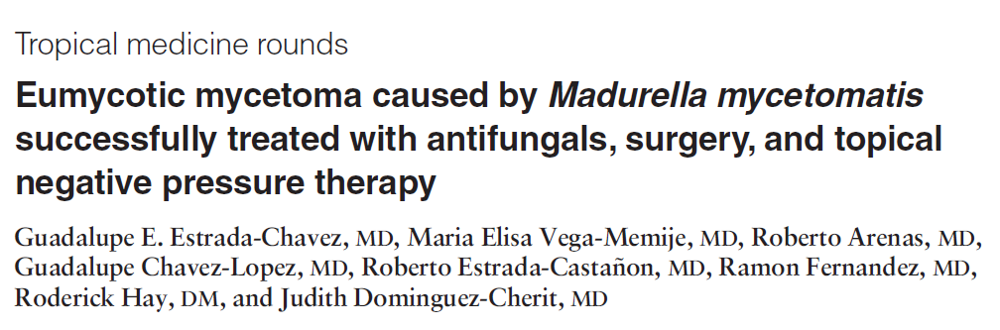 Tropical medicine rounds
Eumycotic mycetoma caused by Madurella mycetomatis
successfully treated with antifungals, surgery, and topical
negative pressure therapy
Guadalupe E. Estrada-Chavez, MD, Maria Elisa Vega-Memije, MD, Roberto Arenas, MD,
Guadalupe Chavez-Lopez, MD, Roberto Estrada-Castañon, MD, Ramon Fernandez, MD,
Roderick Hay, DM, and Judith Dominguez-Cherit, MD